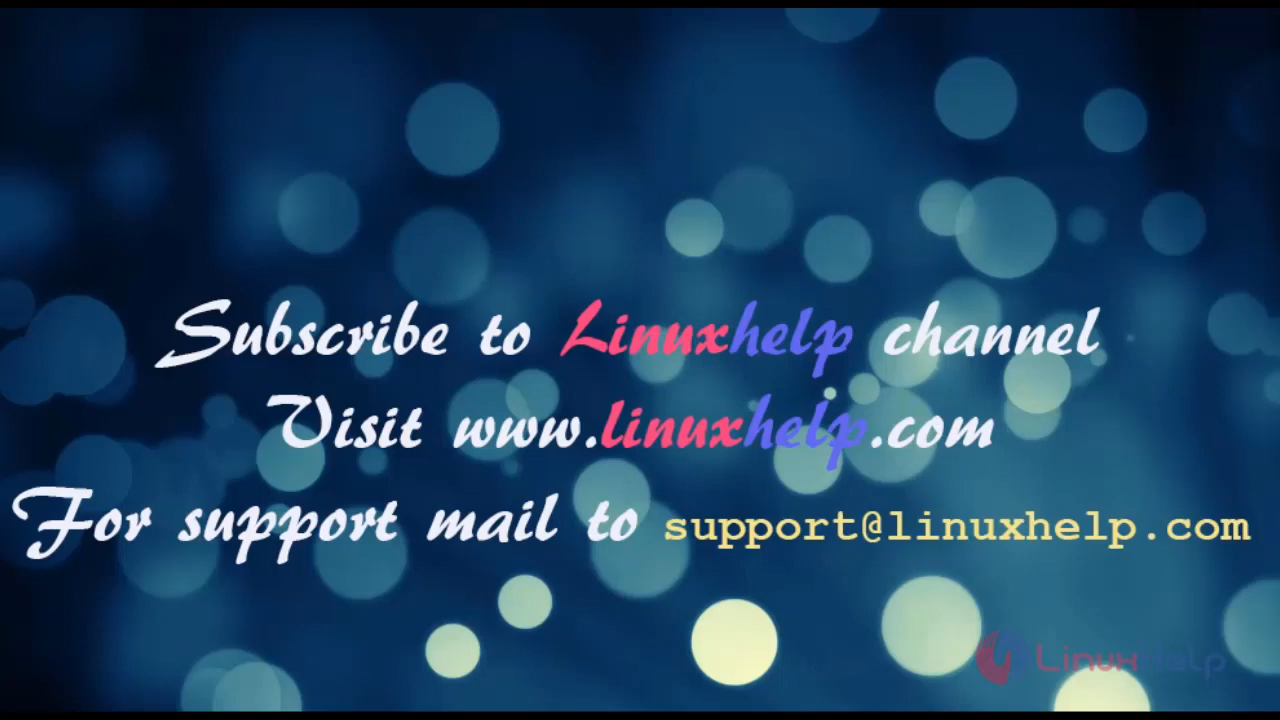 Subscribe to Linuxhelp channel
Visit www.linuxhelp.com
For support mail to support@linuxhelp.com
LinuxHelp